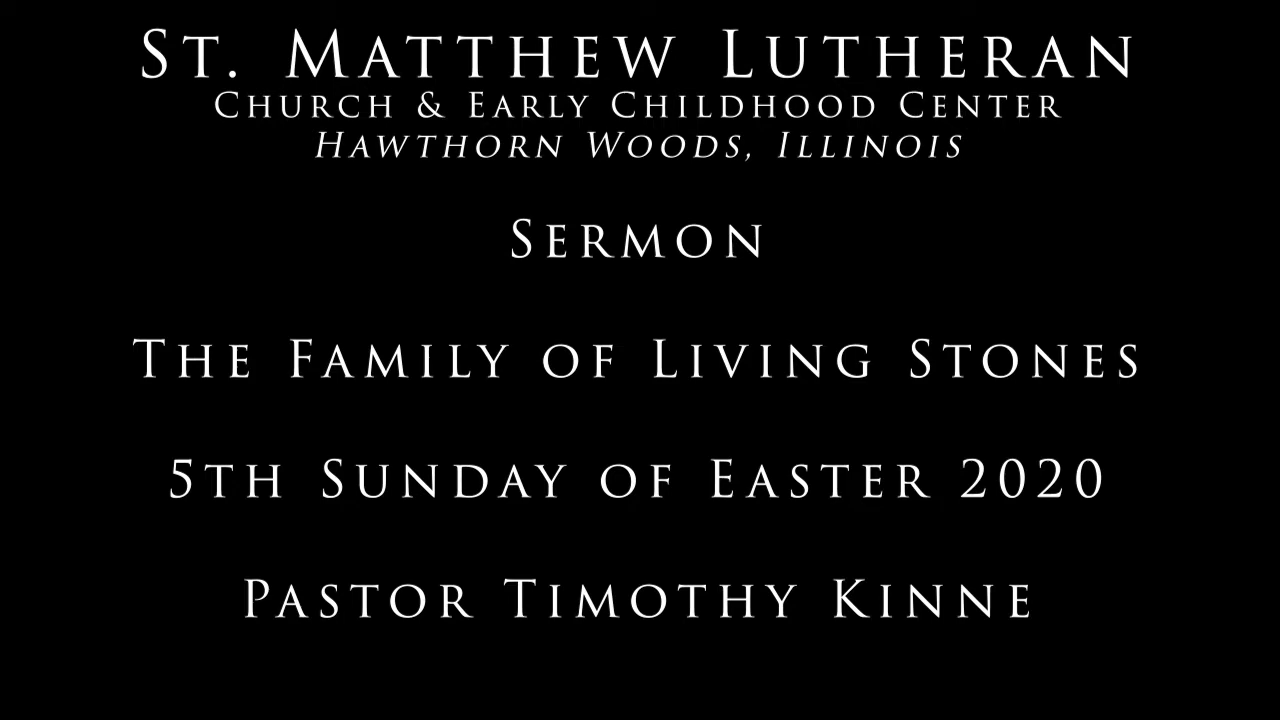 St. Matthew Lutheran
Church & Early Childhood Center
Hawthorn Woods, Illinois
Sermon
The Family of Living Stones
5th Sunday of Easter 2020
Pastor Timothy Kinne